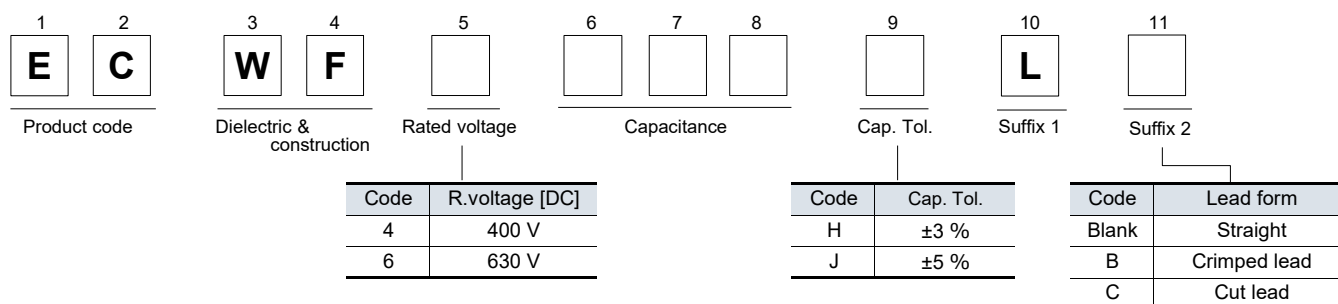 1 2 3 4 5 6 7 8 9 10 11
E C W F L
Product code Dielectric & construction Rated voltage Capacitance Cap. Tol. Suffix 1 Suffix 2
Code R.voltage [DC]
4 400 V
6 630 V
Code Cap. Tol.
H ±3 %
J ±5 %
Code Lead form
Blank Straight
B Crimped lead
C Cut lead